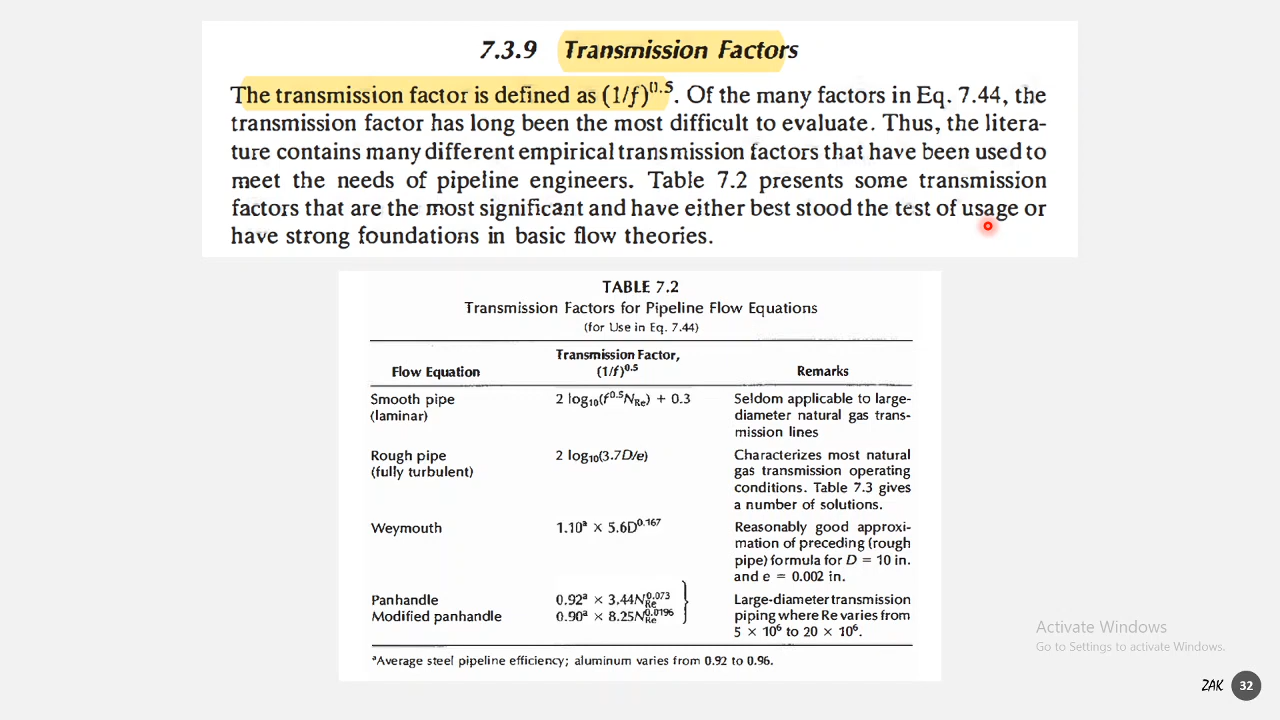 7.3.9 Transmission Factors
The transmission factor is defined as (1/f)^0.5. Of the many factors in Eq. 7.44, the
transmission factor has long been the most difficult to evaluate. Thus, the litera-
ture contains many different empirical transmission factors that have been used to
meet the needs of pipeline engineers. Table 7.2 presents some transmission
factors that are the most significant and have either best stood the test of usage or
have strong foundations in basic flow theories.
TABLE 7.2
Transmission Factors for Pipeline Flow Equations
(for Use in Eq. 7.44)
Flow Equation
Transmission Factor,
(1/f)^0.5
Remarks
Smooth pipe
(laminar)
2 log10(f^0.5 N_Re) + 0.3
Seldom applicable to large-
diameter natural gas trans-
mission lines
Rough pipe
(fully turbulent)
2 log10(3.7D/e)
Characterizes most natural
gas transmission operating
conditions. Table 7.3 gives
a number of solutions.
Weymouth
1.10^a × 5.6D^0.167
Reasonably good approxi-
mation of preceding (rough
pipe) formula for D = 10 in.
and e = 0.002 in.
Panhandle
0.92^a × 3.44N_Re^0.073
Modified panhandle
0.90^a × 8.25N_Re^0.0196
Large-diameter transmission
piping where Re varies from
5 × 10^6 to 20 × 10^6.
^aAverage steel pipeline efficiency; aluminum varies from 0.92 to 0.96.
Activate Windows
Go to Settings to activate Windows.
ZAK 32